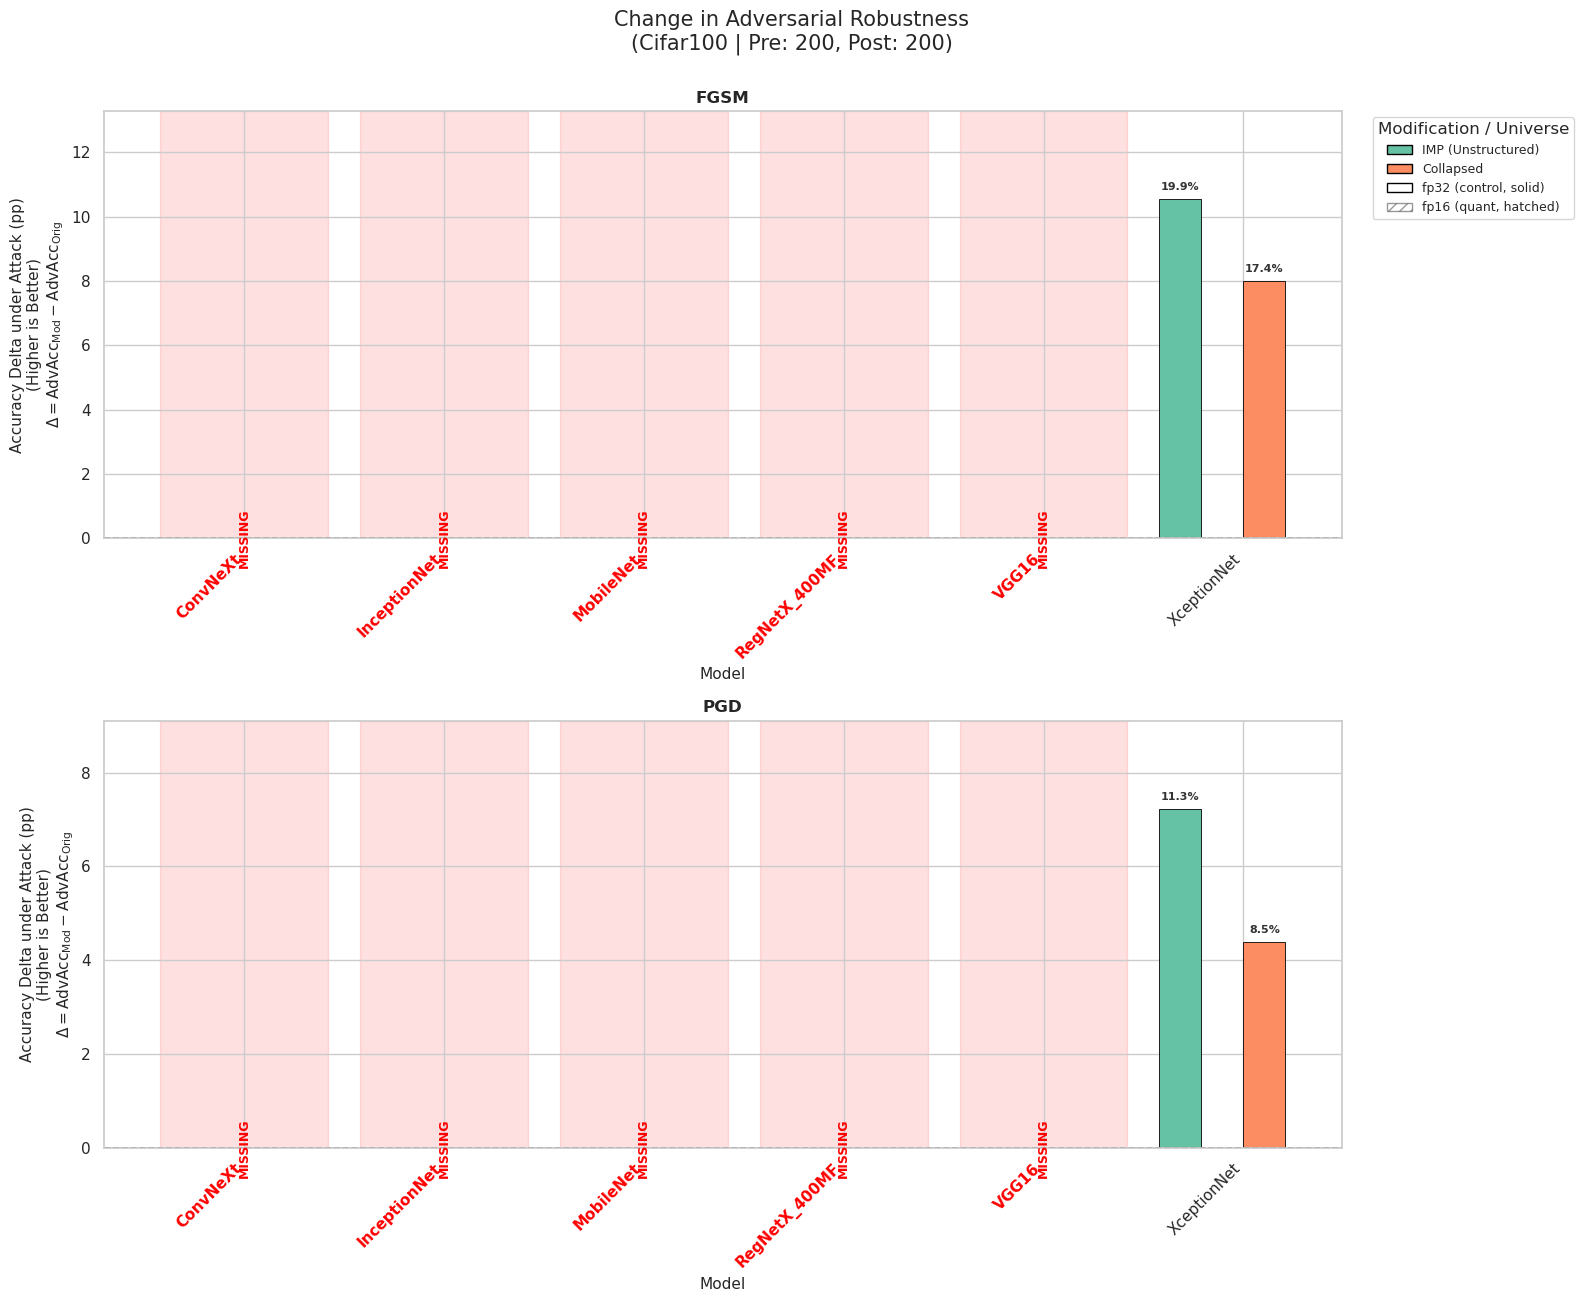 Change in Adversarial Robustness
(Cifar100 | Pre: 200, Post: 200)
FGSM
Accuracy Delta under Attack (pp)
(Higher is Better)
Δ = AdvAcc_Mod − AdvAcc_Orig
12
10
8
6
4
2
0
19.9%
17.4%
MISSING
MISSING
MISSING
MISSING
MISSING
ConvNeXt
InceptionNet
MobileNet
RegNetX_400MF
VGG16
XceptionNet
Model
Modification / Universe
IMP (Unstructured)
Collapsed
fp32 (control, solid)
fp16 (quant, hatched)
PGD
Accuracy Delta under Attack (pp)
(Higher is Better)
Δ = AdvAcc_Mod − AdvAcc_Orig
8
6
4
2
0
11.3%
8.5%
MISSING
MISSING
MISSING
MISSING
MISSING
ConvNeXt
InceptionNet
MobileNet
RegNetX_400MF
VGG16
XceptionNet
Model